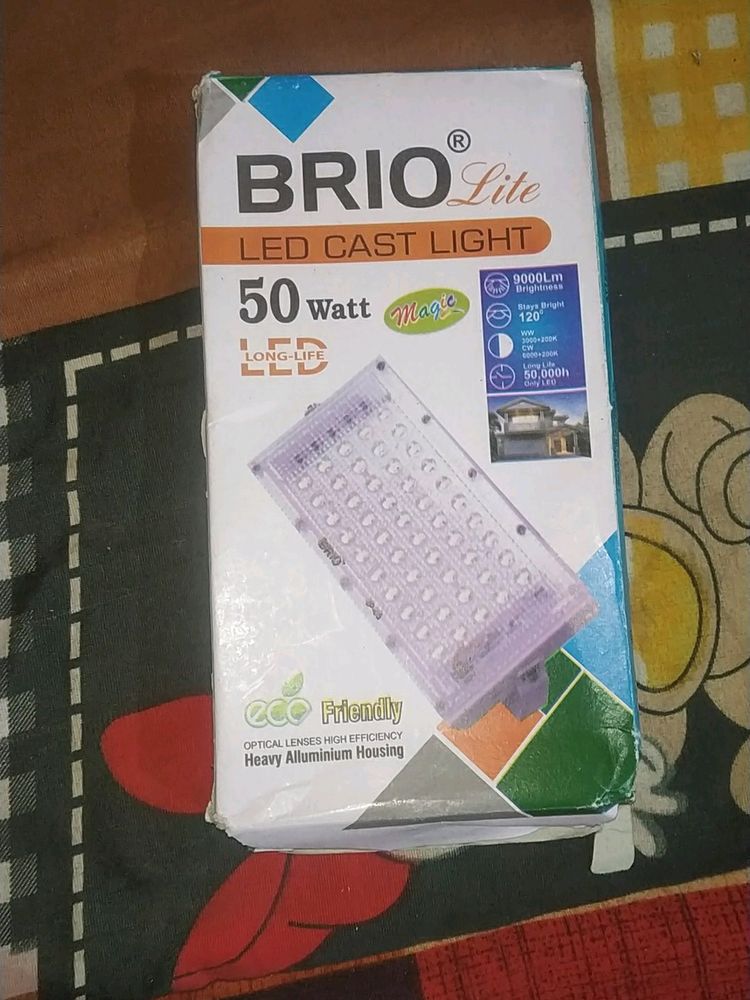 BRIO® Lite
LED CAST LIGHT
50 Watt
Magic
LED
LONG-LIFE
9000Lm
Brightness
Stays Bright
120°
WW
3000+200K
CW
6000+200K
Long Life
50,000h
Only LED
BRIO
eco Friendly
OPTICAL LENSES HIGH EFFICIENCY
Heavy Alluminium Housing